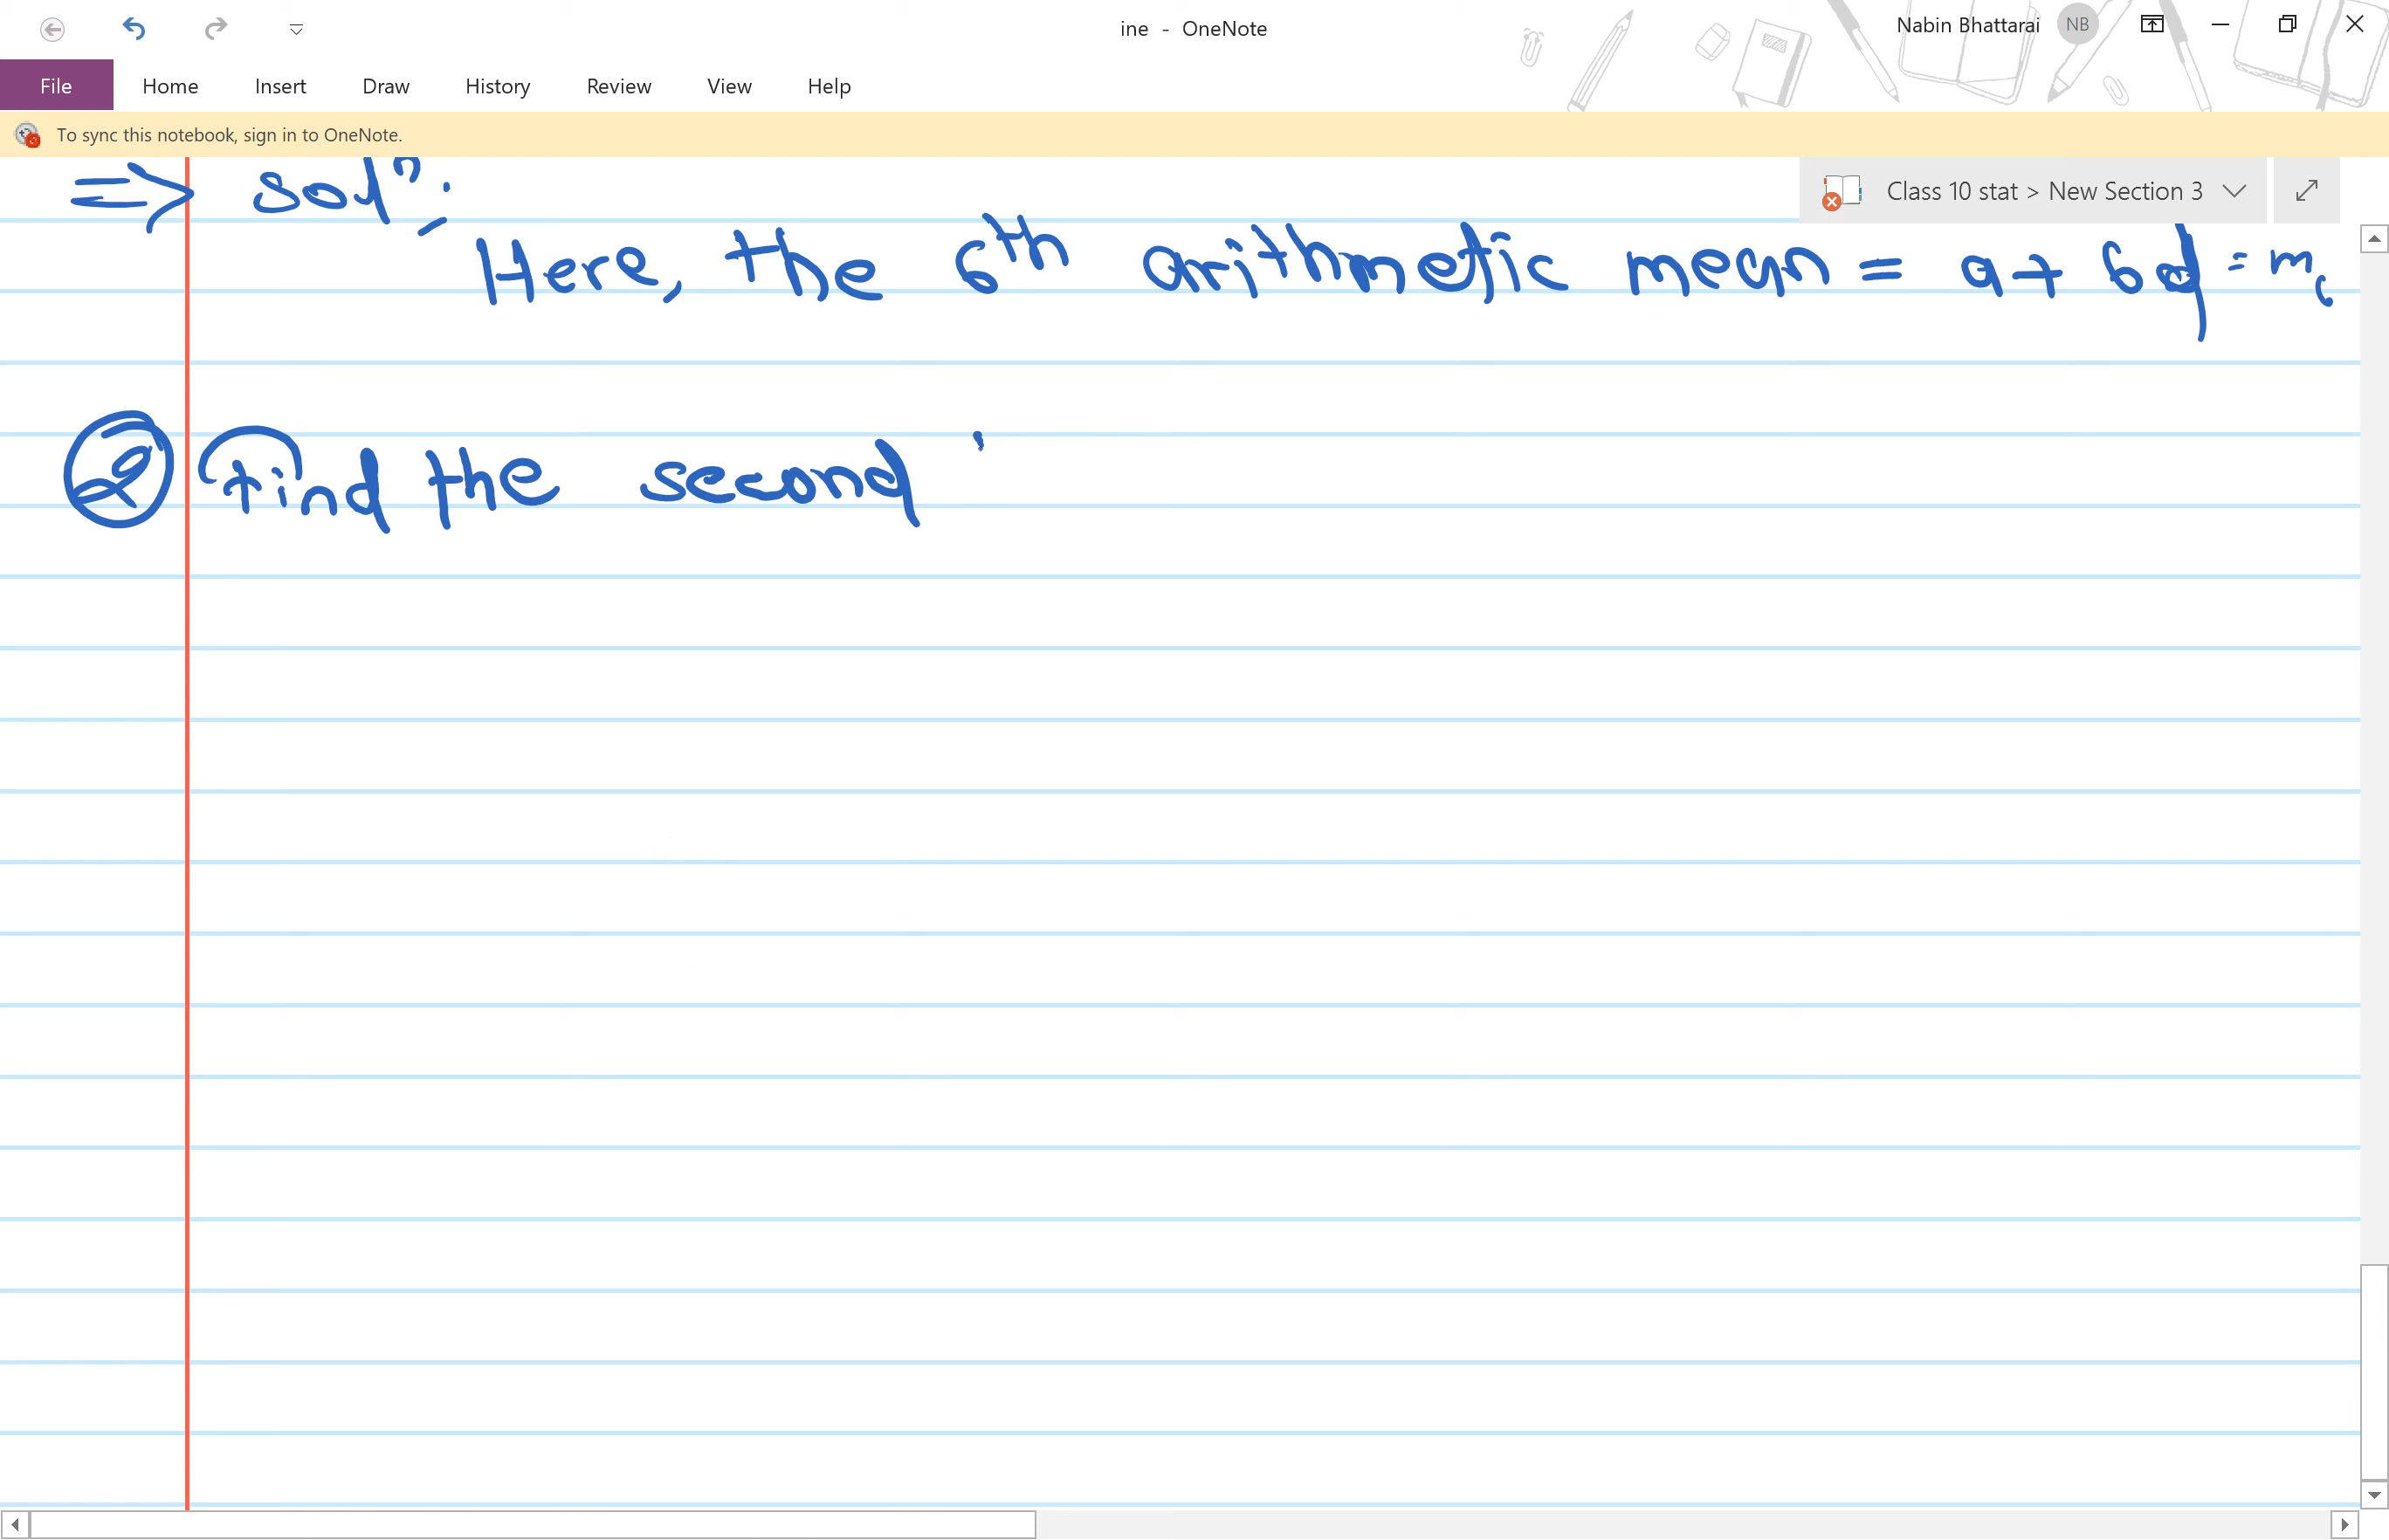 ine - OneNote
Nabin Bhattarai NB
File Home Insert Draw History Review View Help
To sync this notebook, sign in to OneNote.
Class 10 stat > New Section 3
=> solⁿ:
Here, the 6th arithmetic mean = a + 6d = m₆
② Find the second